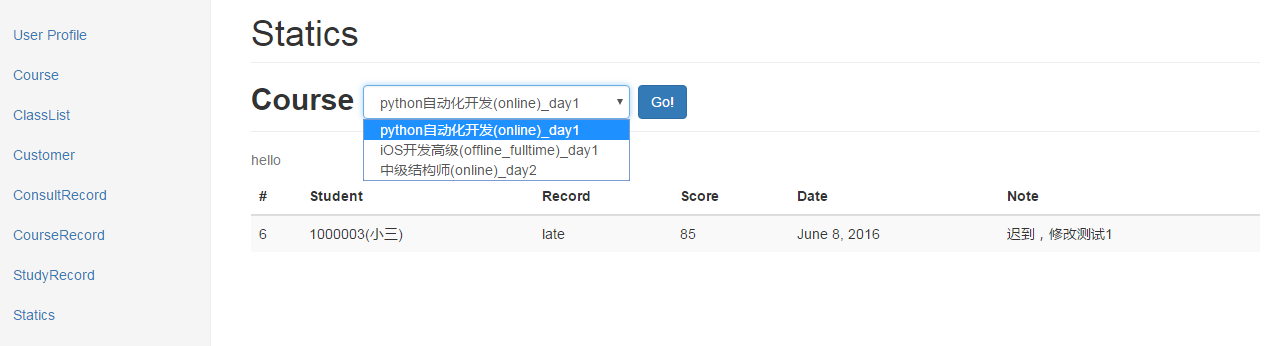 User Profile
Course
ClassList
Customer
ConsultRecord
CourseRecord
StudyRecord
Statics
Statics
Course python自动化开发(online)_day1 Go!
python自动化开发(online)_day1
iOS开发高级(offline_fulltime)_day1
中级结构师(online)_day2
hello
# Student Record Score Date Note
6 1000003(小三) late 85 June 8, 2016 迟到，修改测试1